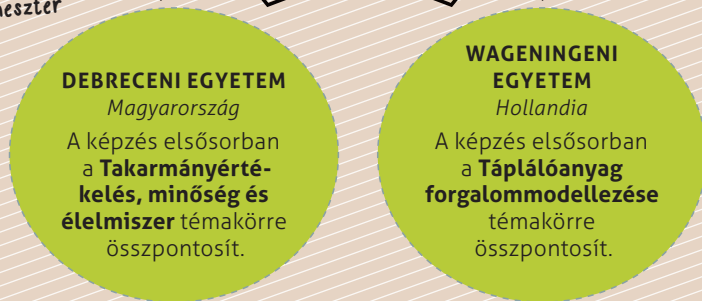 DEBRECENI EGYETEM
Magyarország
A képzés elsősorban
a Takarmányérté-
kelés, minőség és
élelmiszer témakörre
összpontosít.
WAGENINGENI
EGYETEM
Hollandia
A képzés elsősorban
a Táplálóanyag
forgalommodellezése
témakörre
összpontosít.